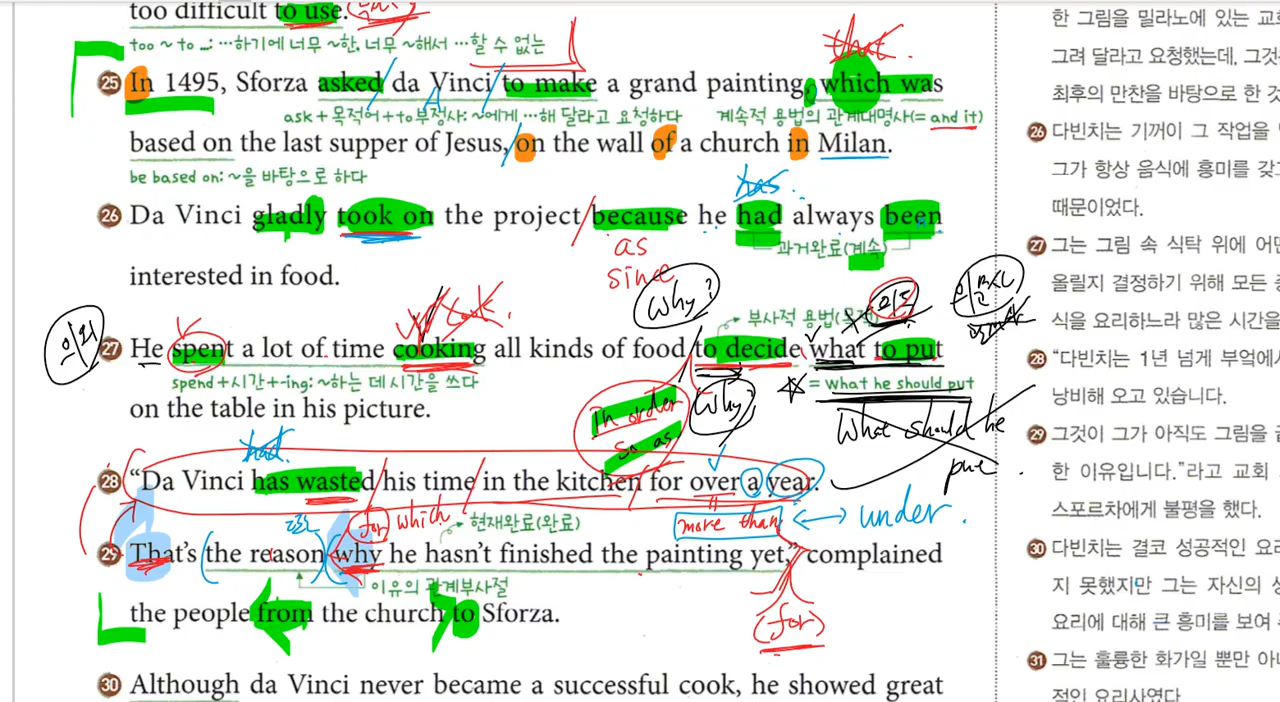 too difficult to use.
too ~ to ...: …하기에 너무 ~한, 너무 ~해서 …할 수 없는
that
㉕ In 1495, Sforza asked da Vinci to make a grand painting, which was
ask+목적어+to부정사: ~에게 …해 달라고 요청하다 계속적 용법의 관계대명사(= and it)
based on the last supper of Jesus, on the wall of a church in Milan.
be based on: ~을 바탕으로 하다
has
㉖ Da Vinci gladly took on the project because he had always been
as
과거완료(계속)
since
interested in food.
why?
의도
cook
부사적 용법(목적)
의외
㉗ He spent a lot of time cooking all kinds of food to decide what to put
spend+시간+-ing: ~하는 데 시간을 쓰다
= what he should put
on the table in his picture.
in order
so as
why?
what should he
put
had
㉘ “Da Vinci has wasted his time in the kitchen for over a year.
for which
현재완료(완료)
more than
under.
㉙ That’s the reason why he hasn’t finished the painting yet,” complained
이유의 관계부사절
the people from the church to Sforza.
(for)
㉚ Although da Vinci never became a successful cook, he showed great
한 그림을 밀라노에 있는 교회
그려 달라고 요청했는데, 그것
최후의 만찬을 바탕으로 한 것
㉖ 다빈치는 기꺼이 그 작업을
그가 항상 음식에 흥미를 갖고
때문이었다.
㉗ 그는 그림 속 식탁 위에 어떤
올릴지 결정하기 위해 모든 종
식을 요리하느라 많은 시간을
㉘ “다빈치는 1년 넘게 부엌에서
낭비해 오고 있습니다.
㉙ 그것이 그가 아직도 그림을 끝
한 이유입니다.”라고 교회
스포르차에게 불평을 했다.
㉚ 다빈치는 결코 성공적인 요리
지 못했지만 그는 자신의 생
요리에 대해 큰 흥미를 보여 주
㉛ 그는 훌륭한 화가일 뿐만 아니
적인 요리사였다.